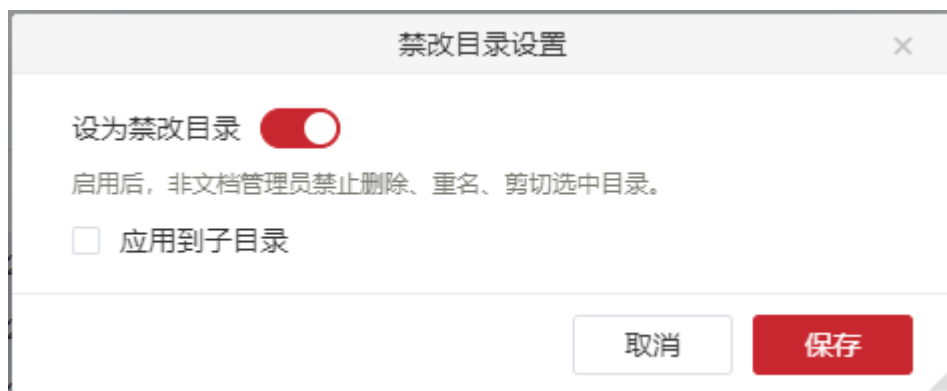 禁改目录设置
设为禁改目录
启用后，非文档管理员禁止删除、重名、剪切选中目录。
应用到子目录
取消 保存